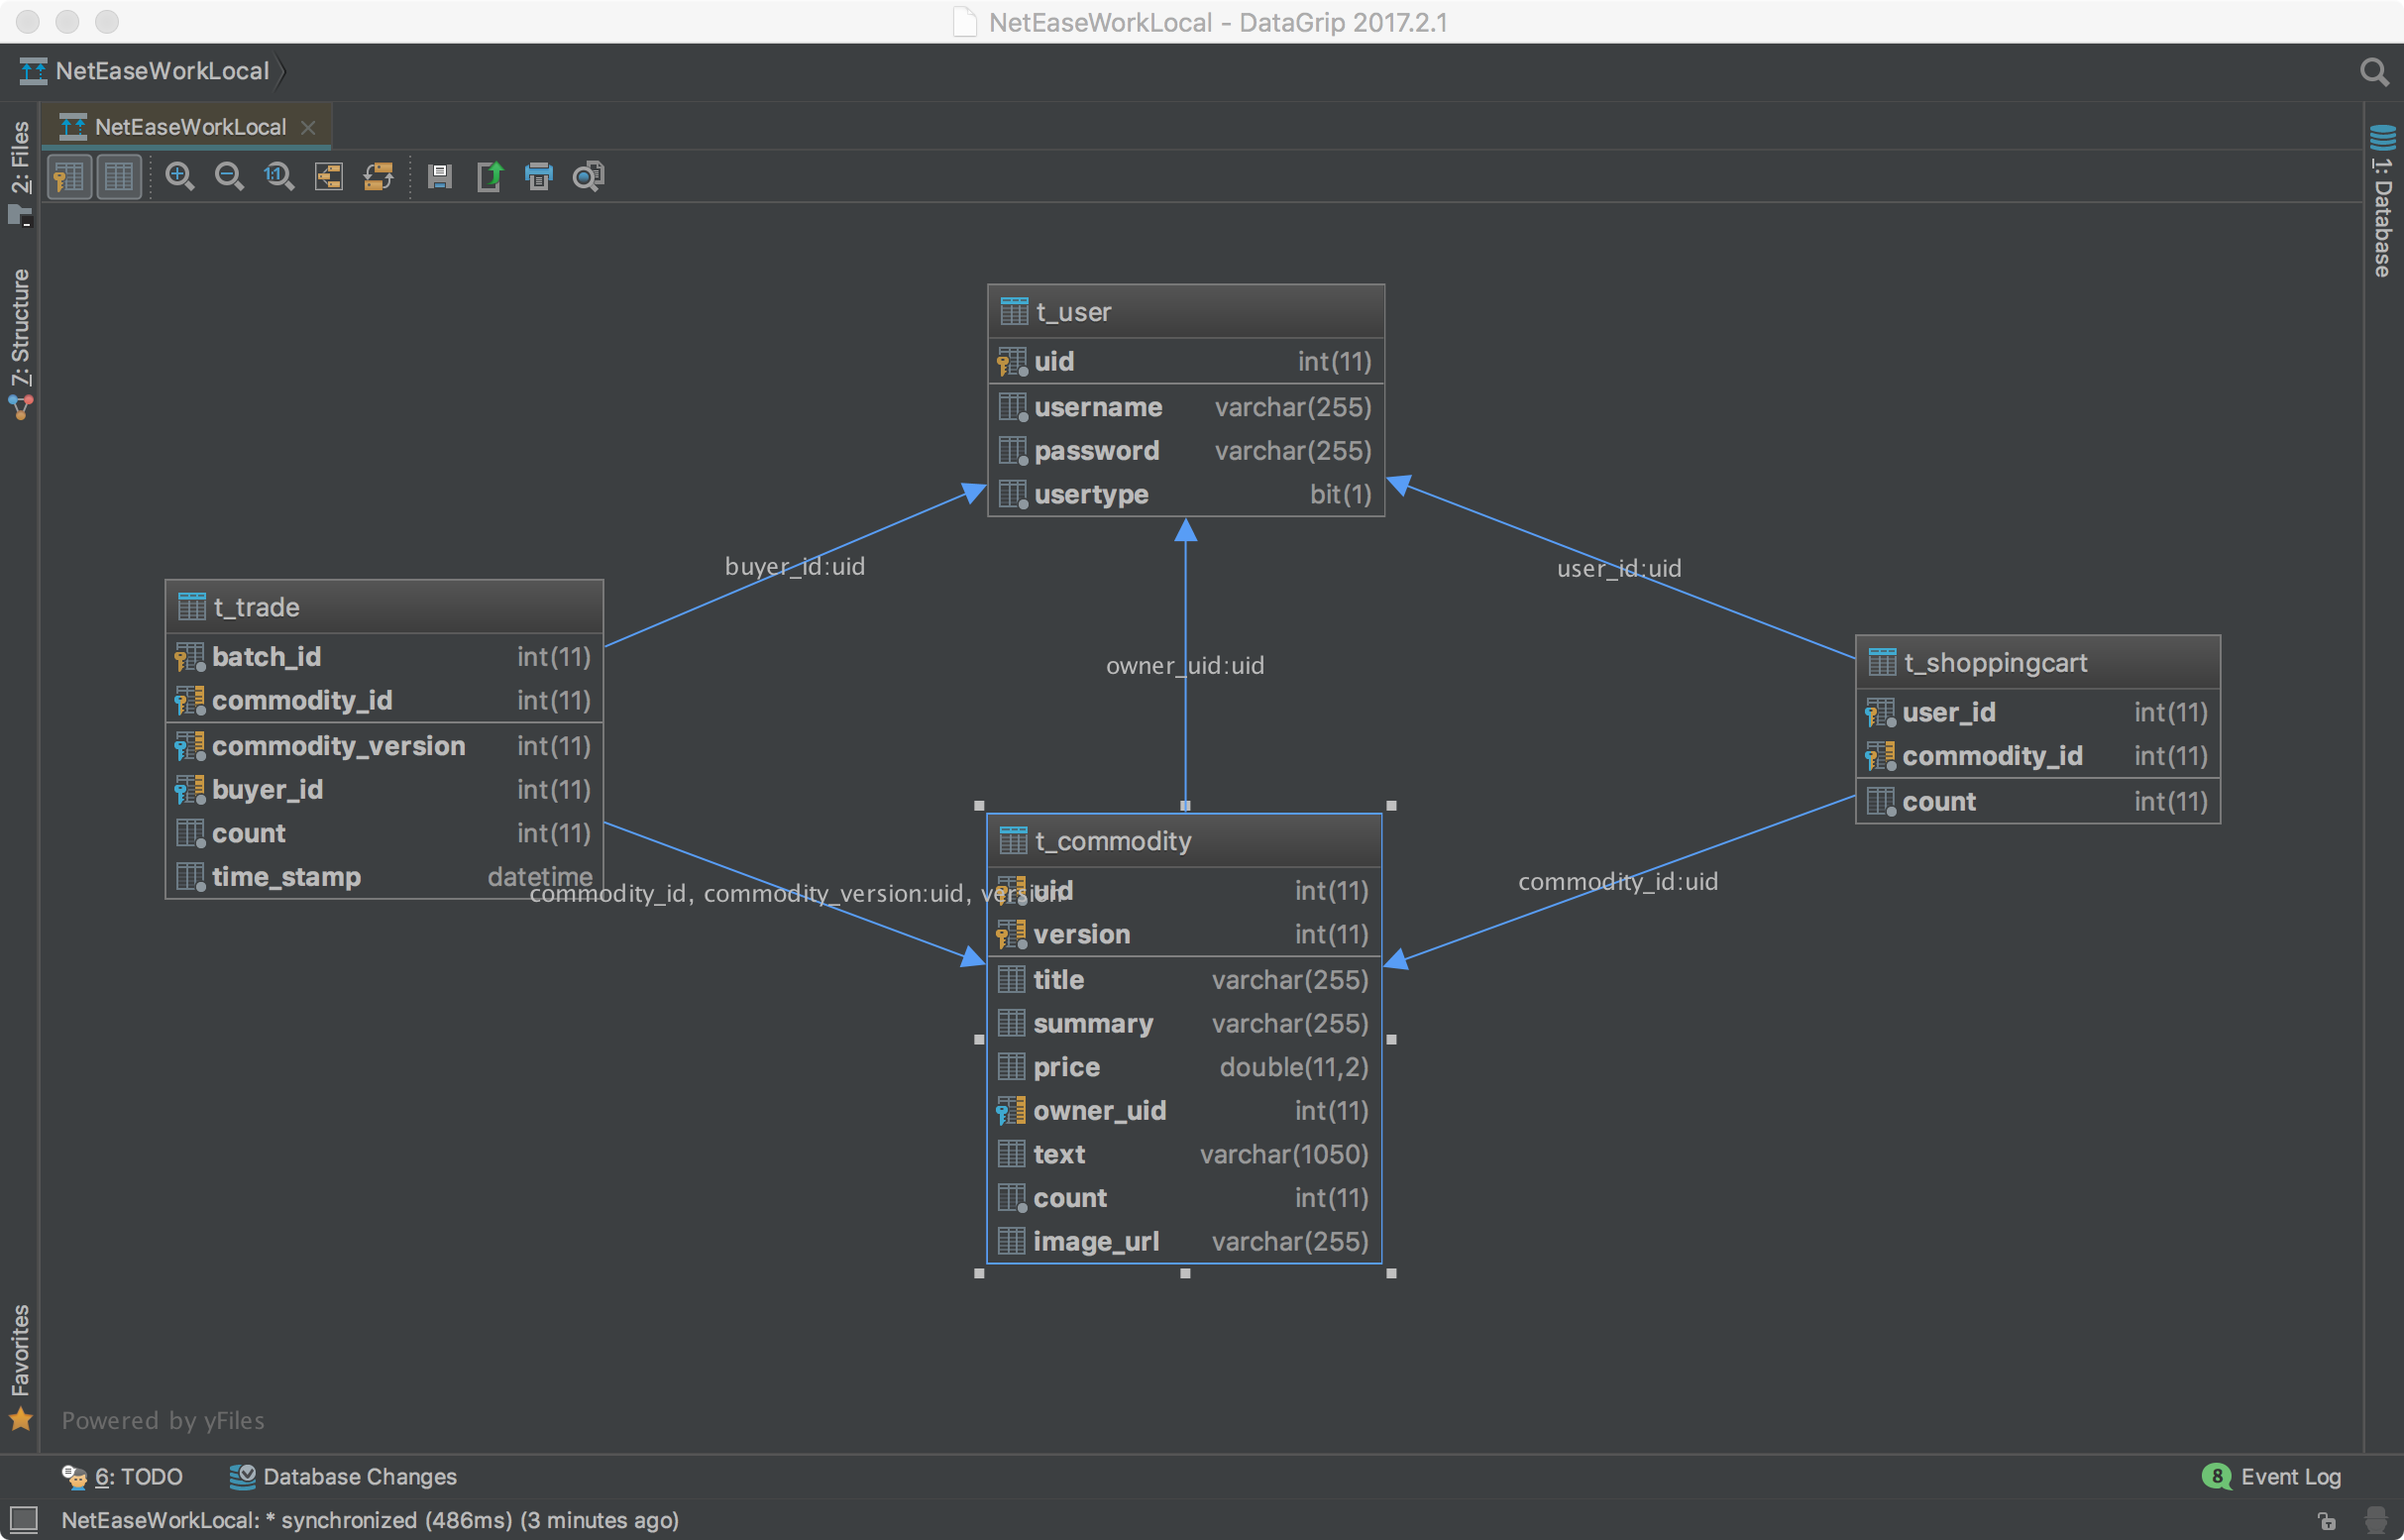 NetEaseWorkLocal - DataGrip 2017.2.1
NetEaseWorkLocal
NetEaseWorkLocal
2: Files
7: Structure
Favorites
1: Database
1:1
t_user
uid int(11)
username varchar(255)
password varchar(255)
usertype bit(1)
buyer_id:uid
user_id:uid
owner_uid:uid
t_trade
batch_id int(11)
commodity_id int(11)
commodity_version int(11)
buyer_id int(11)
count int(11)
time_stamp datetime
commodity_id, commodity_version:uid, version
t_shoppingcart
user_id int(11)
commodity_id int(11)
count int(11)
commodity_id:uid
t_commodity
uid int(11)
version int(11)
title varchar(255)
summary varchar(255)
price double(11,2)
owner_uid int(11)
text varchar(1050)
count int(11)
image_url varchar(255)
Powered by yFiles
6: TODO Database Changes 8 Event Log
NetEaseWorkLocal: * synchronized (486ms) (3 minutes ago)